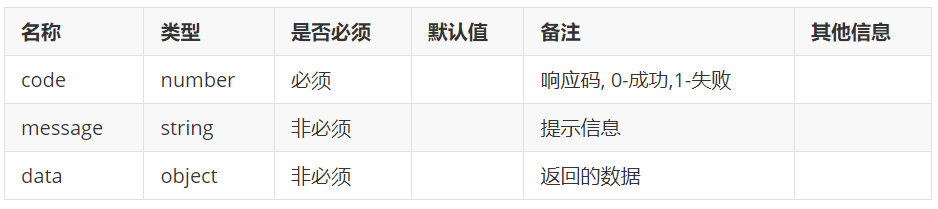 名称 类型 是否必须 默认值 备注 其他信息
code number 必须 响应码, 0-成功,1-失败
message string 非必须 提示信息
data object 非必须 返回的数据